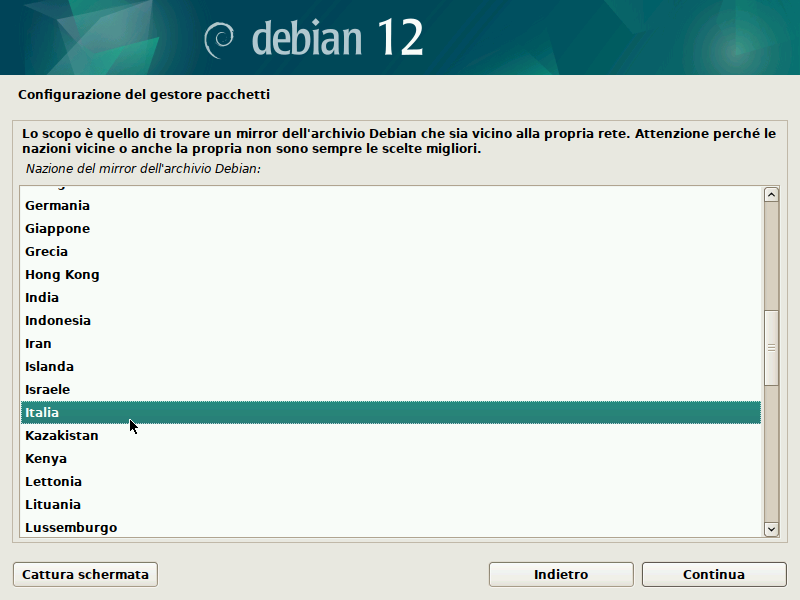 debian 12
Configurazione del gestore pacchetti
Lo scopo è quello di trovare un mirror dell'archivio Debian che sia vicino alla propria rete. Attenzione perché le
nazioni vicine o anche la propria non sono sempre le scelte migliori.
Nazione del mirror dell'archivio Debian:
Germania
Giappone
Grecia
Hong Kong
India
Indonesia
Iran
Islanda
Israele
Italia
Kazakistan
Kenya
Lettonia
Lituania
Lussemburgo
Cattura schermata
Indietro
Continua